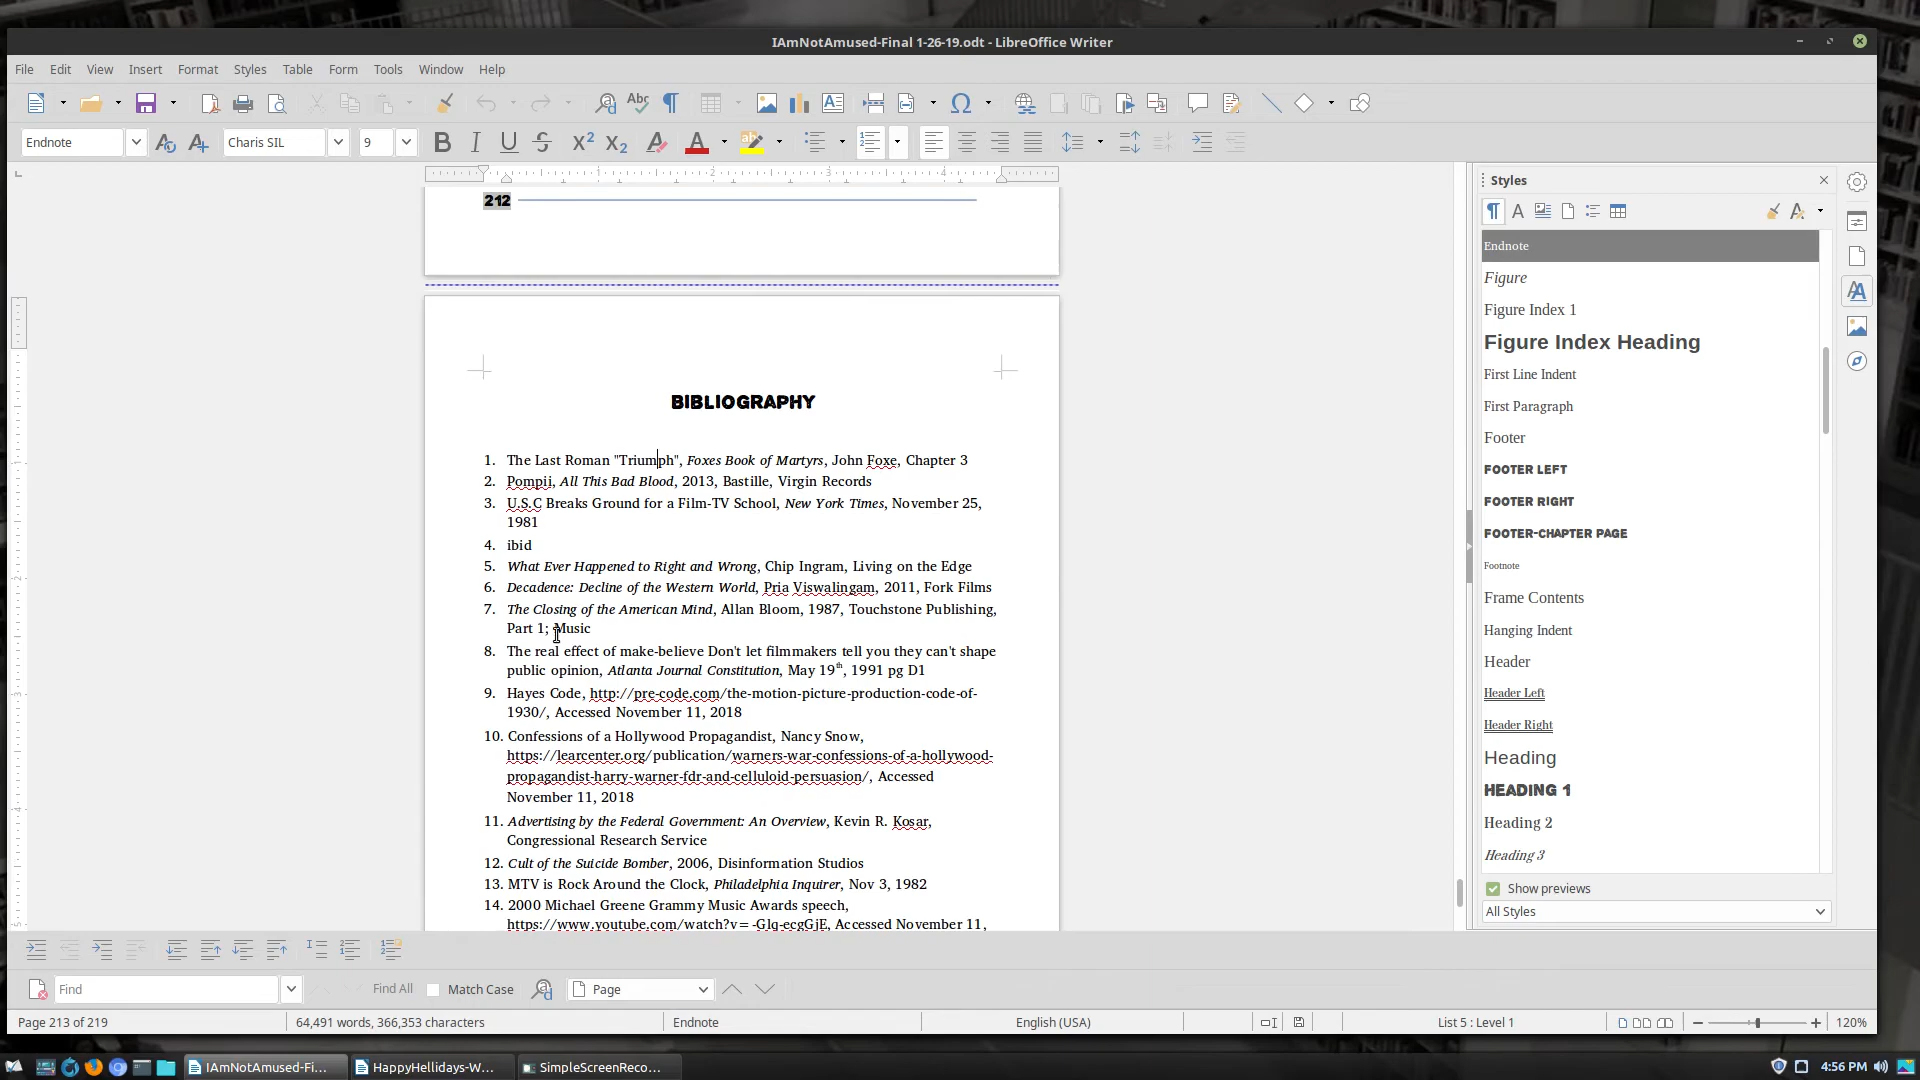 IAmNotAmused-Final 1-26-19.odt - LibreOffice Writer
File Edit View Insert Format Styles Table Form Tools Window Help
Endnote Charis SIL 9
1 2 3 4
212
BIBLIOGRAPHY
1. The Last Roman "Triumph", Foxes Book of Martyrs, John Foxe, Chapter 3
2. Pompii, All This Bad Blood, 2013, Bastille, Virgin Records
3. U.S.C Breaks Ground for a Film-TV School, New York Times, November 25,
1981
4. ibid
5. What Ever Happened to Right and Wrong, Chip Ingram, Living on the Edge
6. Decadence: Decline of the Western World, Pria Viswalingam, 2011, Fork Films
7. The Closing of the American Mind, Allan Bloom, 1987, Touchstone Publishing,
Part 1; Music
8. The real effect of make-believe Don't let filmmakers tell you they can't shape
public opinion, Atlanta Journal Constitution, May 19th, 1991 pg D1
9. Hayes Code, http://pre-code.com/the-motion-picture-production-code-of-
1930/, Accessed November 11, 2018
10. Confessions of a Hollywood Propagandist, Nancy Snow,
https://learcenter.org/publication/warners-war-confessions-of-a-hollywood-
propagandist-harry-warner-fdr-and-celluloid-persuasion/, Accessed
November 11, 2018
11. Advertising by the Federal Government: An Overview, Kevin R. Kosar,
Congressional Research Service
12. Cult of the Suicide Bomber, 2006, Disinformation Studios
13. MTV is Rock Around the Clock, Philadelphia Inquirer, Nov 3, 1982
14. 2000 Michael Greene Grammy Music Awards speech,
Accessed November 11,
Styles
Endnote
Figure
Figure Index 1
Figure Index Heading
First Line Indent
First Paragraph
Footer
FOOTER LEFT
FOOTER RIGHT
FOOTER-CHAPTER PAGE
Footnote
Frame Contents
Hanging Indent
Header
Header Left
Header Right
Heading
HEADING 1
Heading 2
Heading 3
Show previews
All Styles
Find Find All Match Case Page
Page 213 of 219 64,491 words, 366,353 characters Endnote English (USA) List 5 : Level 1 120%
IAmNotAmused-Fi... HappyHellidays-W... SimpleScreenReco... 4:56 PM